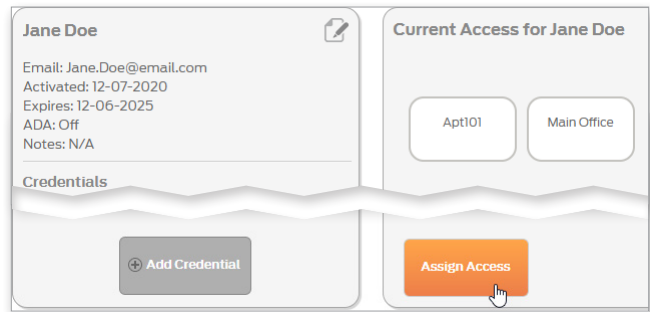 Jane Doe
Email: Jane.Doe@email.com
Activated: 12-07-2020
Expires: 12-06-2025
ADA: Off
Notes: N/A
Credentials
Add Credential
Current Access for Jane Doe
Apt101
Main Office
Assign Access